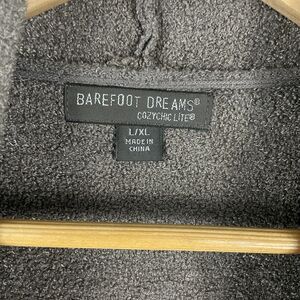 BAREFOOT DREAMS®
COZYCHIC LITE®
L/XL
MADE IN
CHINA